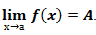 lim f(x) = A.
x→a